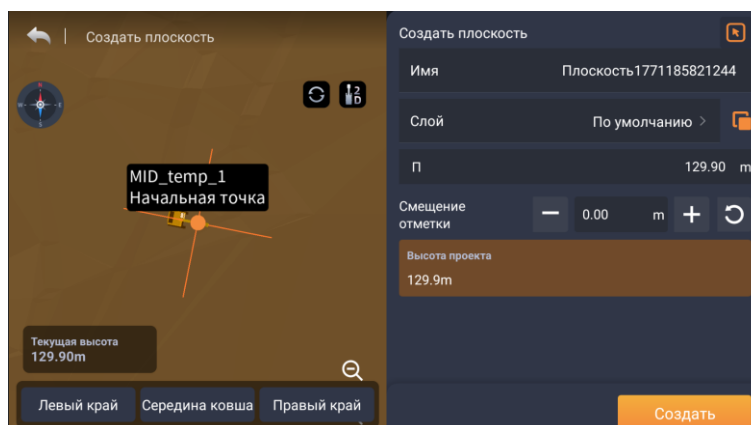 Создать плоскость
MID_temp_1
Начальная точка
Текущая высота
129.90m
Левый край
Середина ковша
Правый край
Создать плоскость
Имя Плоскость1771185821244
Слой По умолчанию >
П 129.90 m
Смещение
отметки
0.00 m
Высота проекта
129.9m
Создать